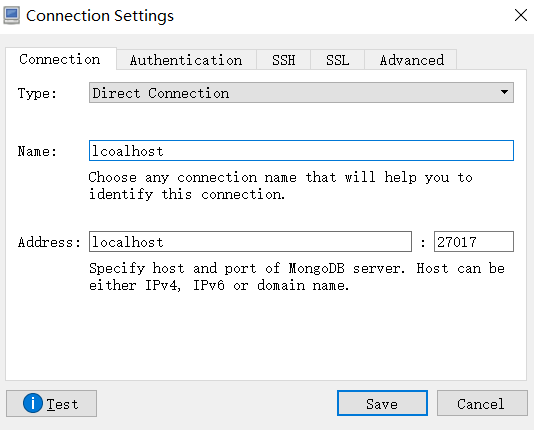 Connection Settings
Connection Authentication SSH SSL Advanced
Type: Direct Connection
Name: lcoalhost
Choose any connection name that will help you to
identify this connection.
Address: localhost : 27017
Specify host and port of MongoDB server. Host can be
either IPv4, IPv6 or domain name.
Test Save Cancel